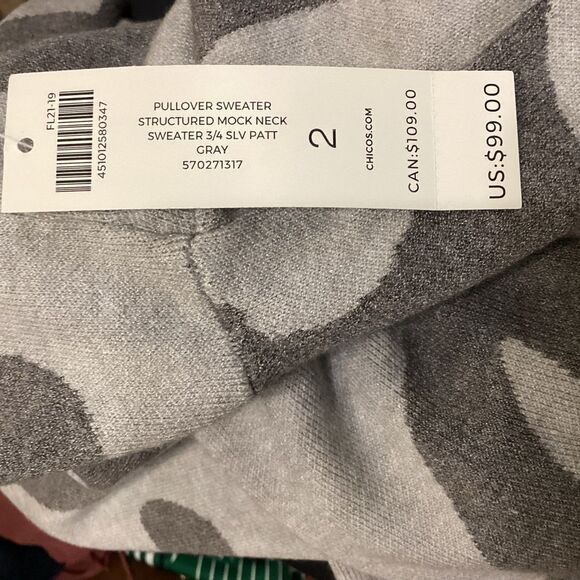 FL21-19
451012580347
PULLOVER SWEATER
STRUCTURED MOCK NECK
SWEATER 3/4 SLV PATT
GRAY
570271317
2
CHICOS.COM
CAN:$109.00
US:$99.00